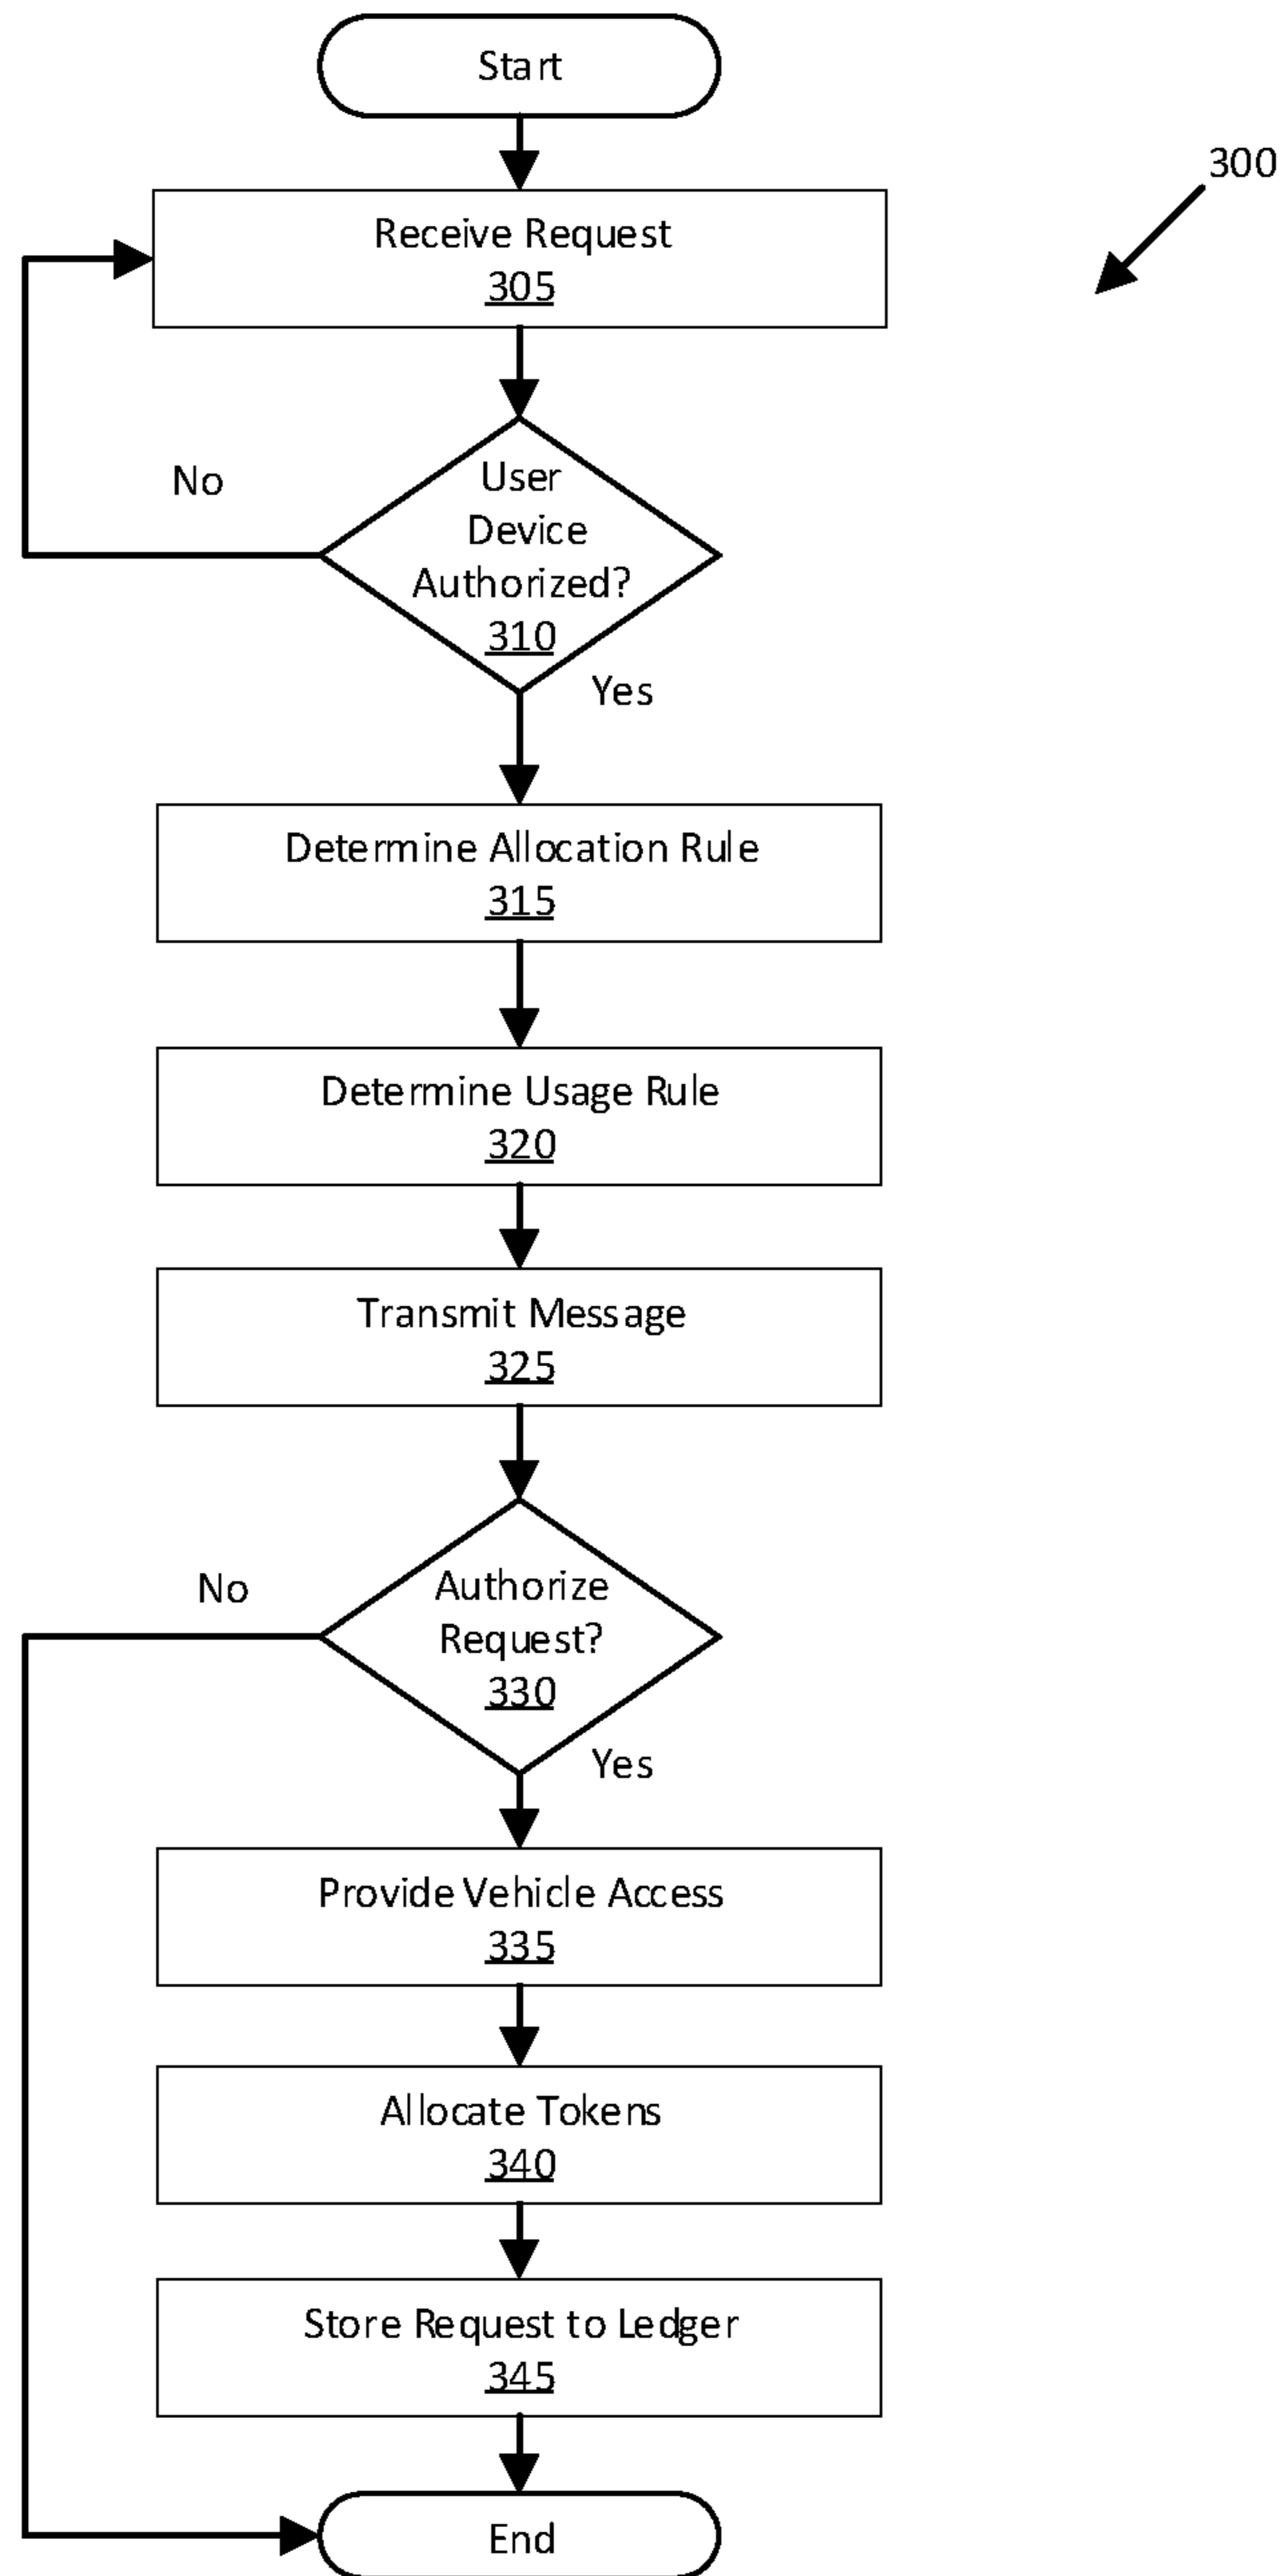 Start
300
Receive Request
305
No
User
Device
Authorized?
310
Yes
Determine Allocation Rule
315
Determine Usage Rule
320
Transmit Message
325
No
Authorize
Request?
330
Yes
Provide Vehicle Access
335
Allocate Tokens
340
Store Request to Ledger
345
End